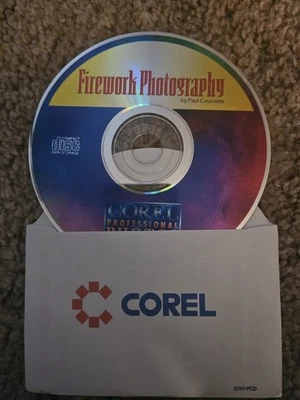 Firework Photography
by Paul Couvrette
COMPACT
disc
DATA STORAGE
COREL
PROFESSIONAL
COREL